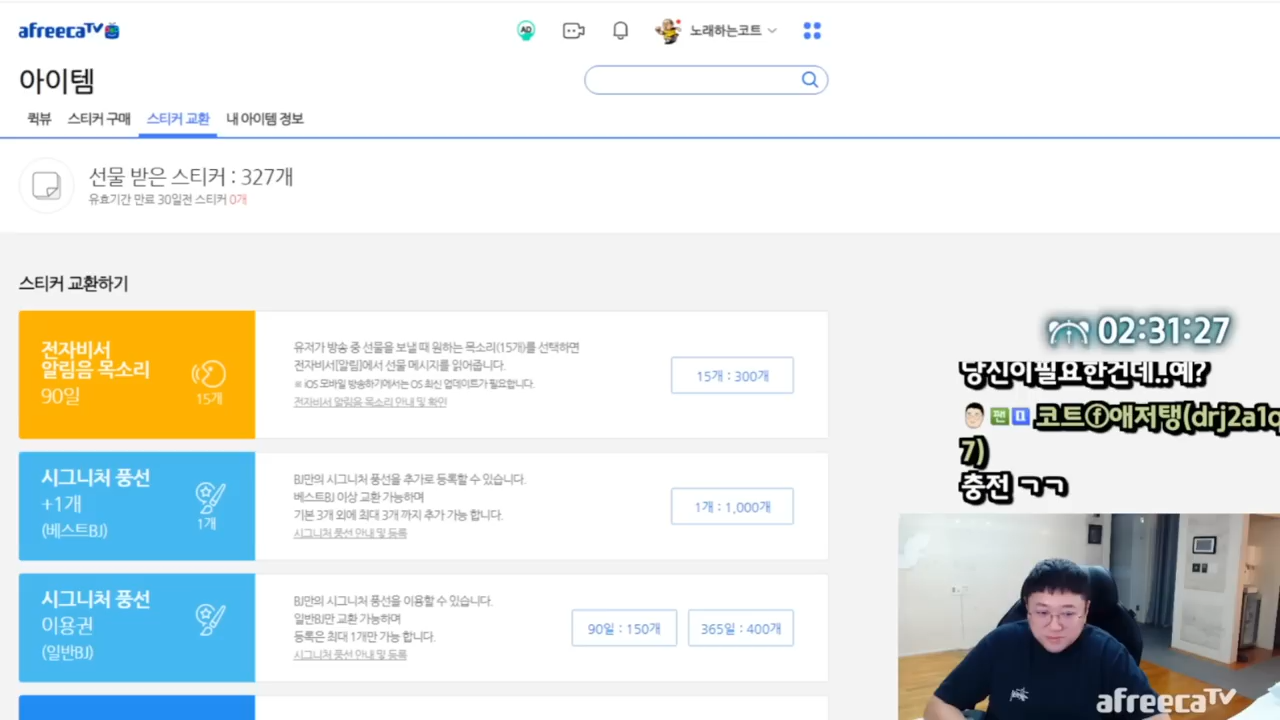 afreecaTV
AD
노래하는코트
아이템
퀵뷰
스티커 구매
스티커 교환
내 아이템 정보
선물 받은 스티커 : 327개
유효기간 만료 30일전 스티커 0개
스티커 교환하기
전자비서
알림음 목소리
90일
15개
유저가 방송 중 선물을 보낼 때 원하는 목소리(15개)를 선택하면
전자비서[알림]에서 선물 메시지를 읽어줍니다.
※ iOS 모바일 방송하기에서는 OS 최신 업데이트가 필요합니다.
전자비서 알림음 목소리 안내 및 확인
15개 : 300개
시그니처 풍선
+1개
(베스트BJ)
1개
BJ만의 시그니처 풍선을 추가로 등록할 수 있습니다.
베스트BJ 이상 교환 가능하며
기본 3개 외에 최대 3개 까지 추가 가능 합니다.
시그니처 풍선 안내 및 등록
1개 : 1,000개
시그니처 풍선
이용권
(일반BJ)
BJ만의 시그니처 풍선을 이용할 수 있습니다.
일반BJ만 교환 가능하며
등록은 최대 1개만 가능 합니다.
시그니처 풍선 안내 및 등록
90일 : 150개
365일 : 400개
02:31:27
당신이필요한건데..예?
팬 코트ⓕ애저탱(drj2a1q
7)
충전 ㄱㄱ
afreecaTV